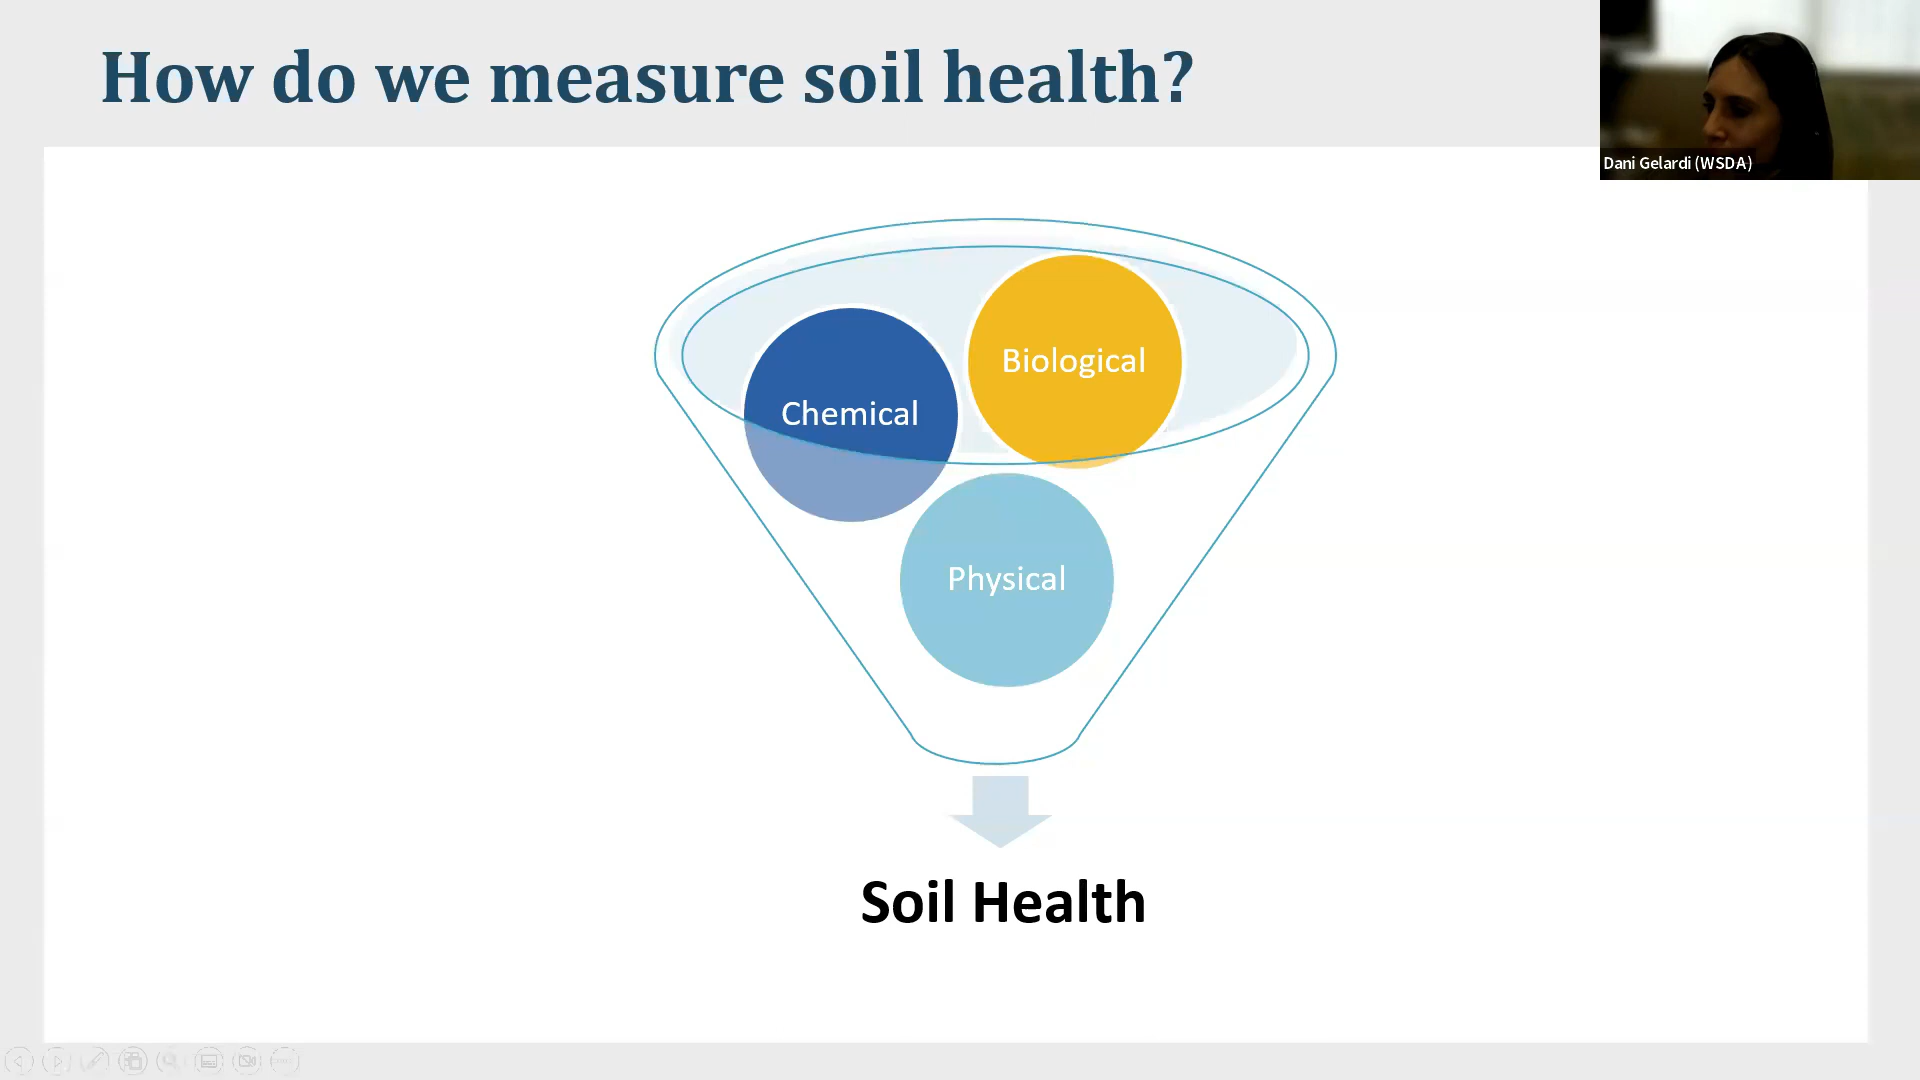 How do we measure soil health?
Dani Gelardi (WSDA)
Biological
Chemical
Physical
Soil Health